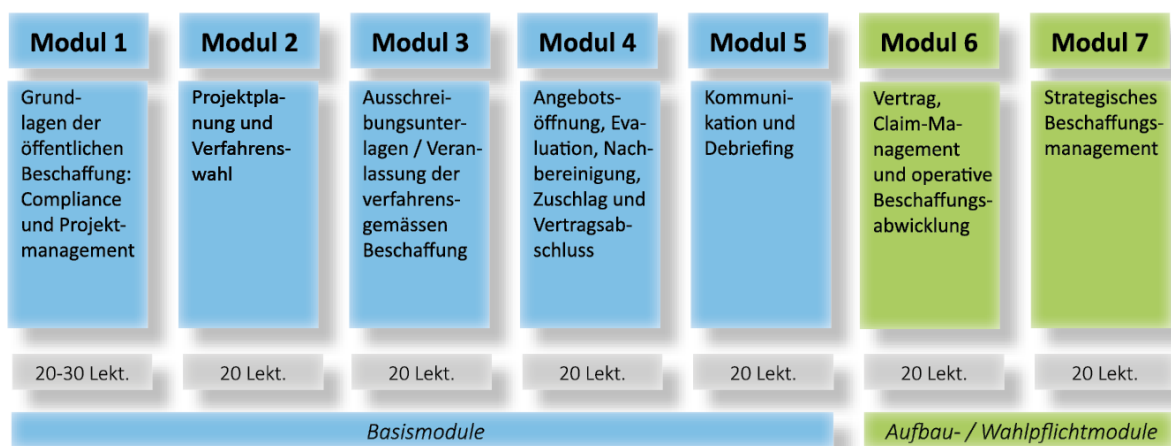 Modul 1
Modul 2
Modul 3
Modul 4
Modul 5
Modul 6
Modul 7
Grund-
lagen der
öffentlichen
Beschaffung:
Compliance
und Projekt-
management
Projektpla-
nung und
Verfahrens-
wahl
Ausschrei-
bungsunter-
lagen / Veran-
lassung der
verfahrens-
gemässen
Beschaffung
Angebots-
öffnung, Eva-
luation, Nach-
bereinigung,
Zuschlag und
Vertragsab-
schluss
Kommuni-
kation und
Debriefing
Vertrag,
Claim-Ma-
nagement
und operative
Beschaffungs-
abwicklung
Strategisches
Beschaffungs-
management
20-30 Lekt.
20 Lekt.
20 Lekt.
20 Lekt.
20 Lekt.
20 Lekt.
20 Lekt.
Basismodule
Aufbau- / Wahlpflichtmodule